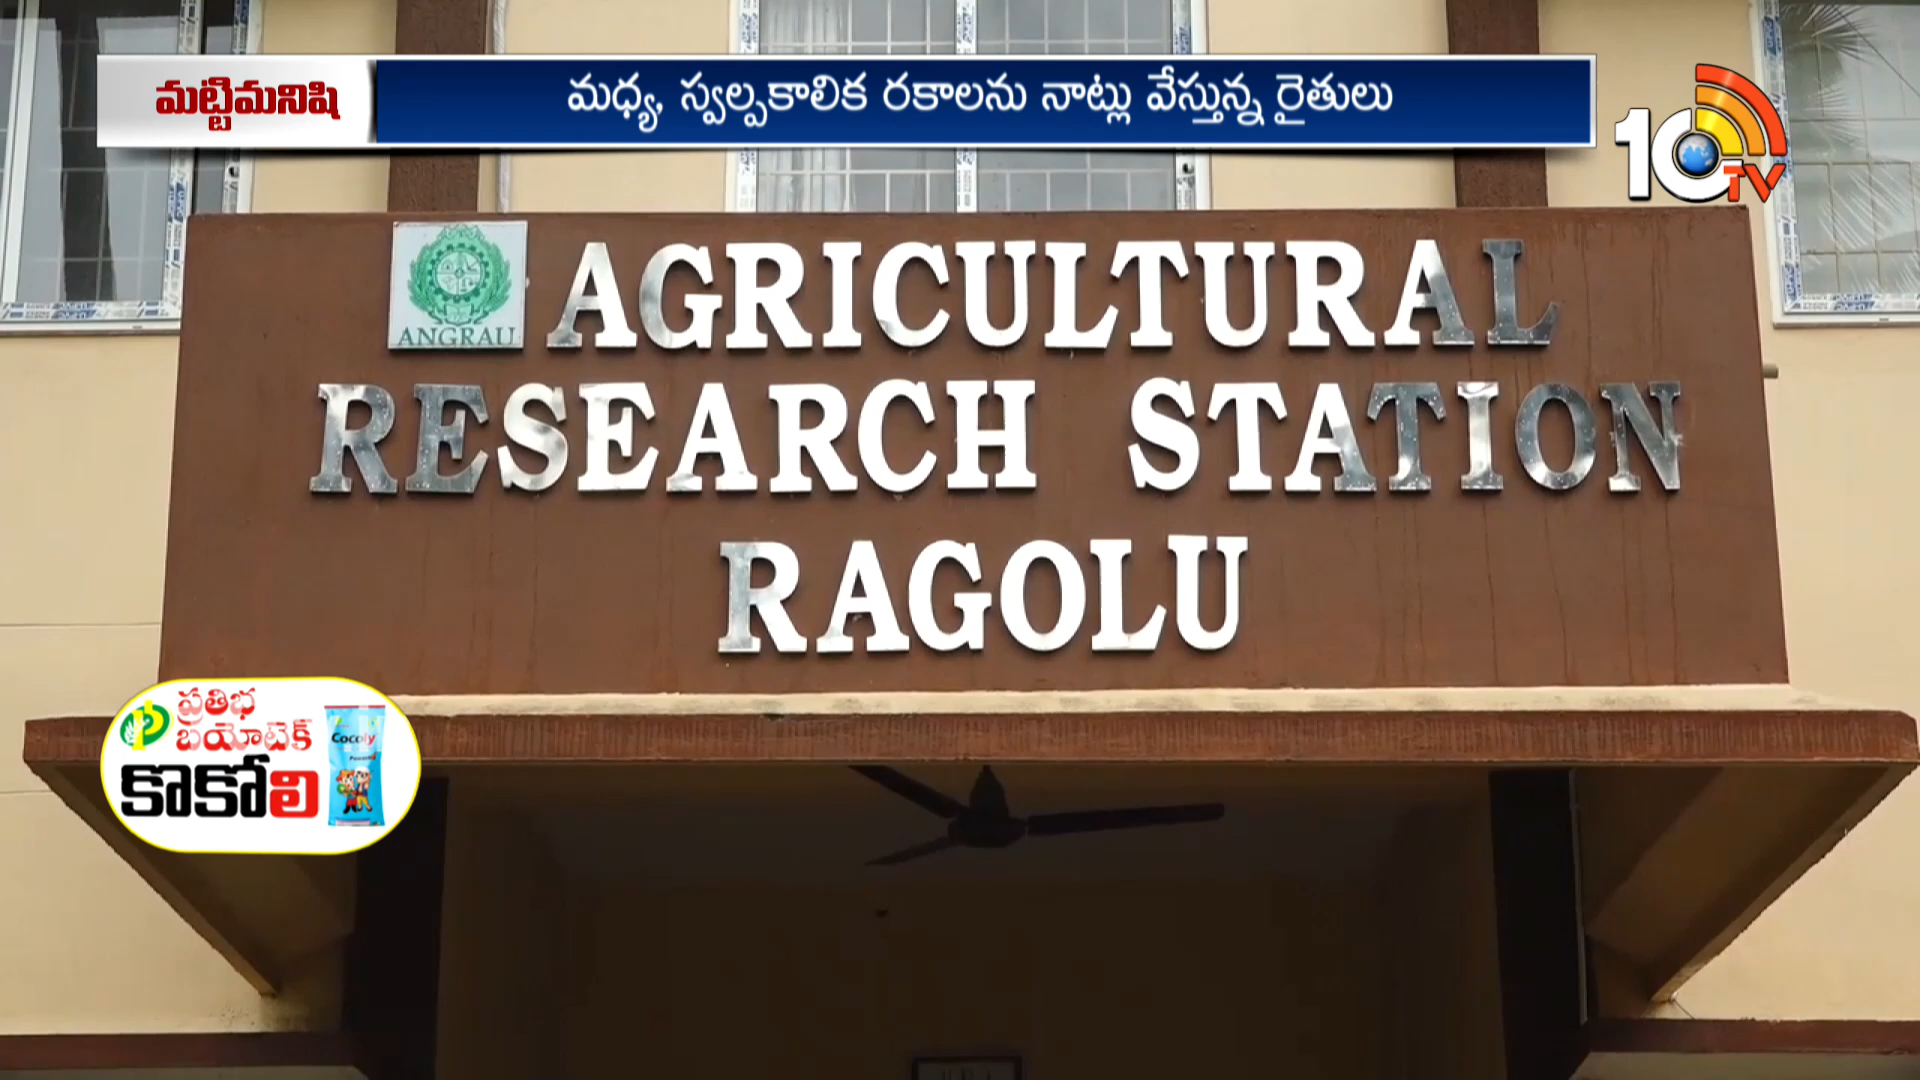 మట్టిమనిషి
మధ్య, స్వల్పకాలిక రకాలను నాట్లు వేస్తున్న రైతులు
10TV
ANGRAU
AGRICULTURAL
RESEARCH STATION
RAGOLU
ప్రతిభ
బయోటెక్
కొకోలి
Cocoly